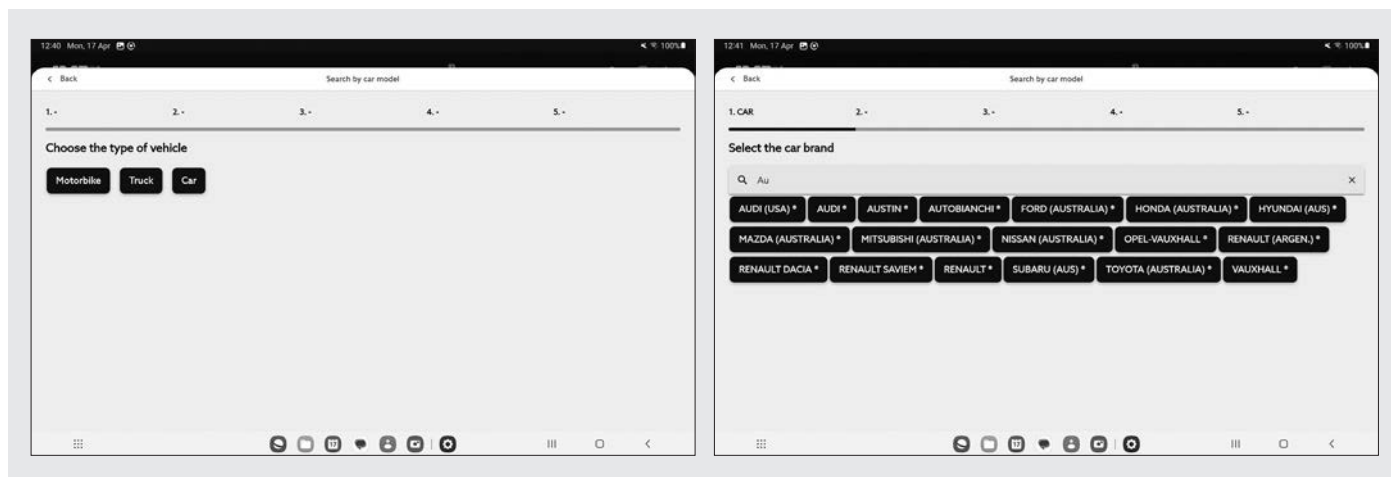 12:40 Mon, 17 Apr
100%
< Back
Search by car model
1. -
2. -
3. -
4. -
5. -
Choose the type of vehicle
Motorbike Truck Car
17
12:41 Mon, 17 Apr
100%
< Back
Search by car model
1. CAR
2. -
3. -
4. -
5. -
Select the car brand
Au
AUDI (USA) * AUDI * AUSTIN * AUTOBIANCHI * FORD (AUSTRALIA) * HONDA (AUSTRALIA) * HYUNDAI (AUS) *
MAZDA (AUSTRALIA) * MITSUBISHI (AUSTRALIA) * NISSAN (AUSTRALIA) * OPEL-VAUXHALL * RENAULT (ARGEN.) *
RENAULT DACIA * RENAULT SAVIEM * RENAULT * SUBARU (AUS) * TOYOTA (AUSTRALIA) * VAUXHALL *
17